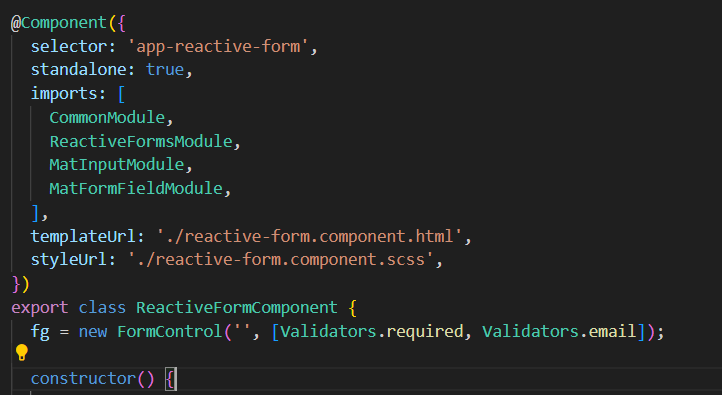 @Component({
  selector: 'app-reactive-form',
  standalone: true,
  imports: [
    CommonModule,
    ReactiveFormsModule,
    MatInputModule,
    MatFormFieldModule,
  ],
  templateUrl: './reactive-form.component.html',
  styleUrl: './reactive-form.component.scss',
})
export class ReactiveFormComponent {
  fg = new FormControl('', [Validators.required, Validators.email]);
  constructor() {